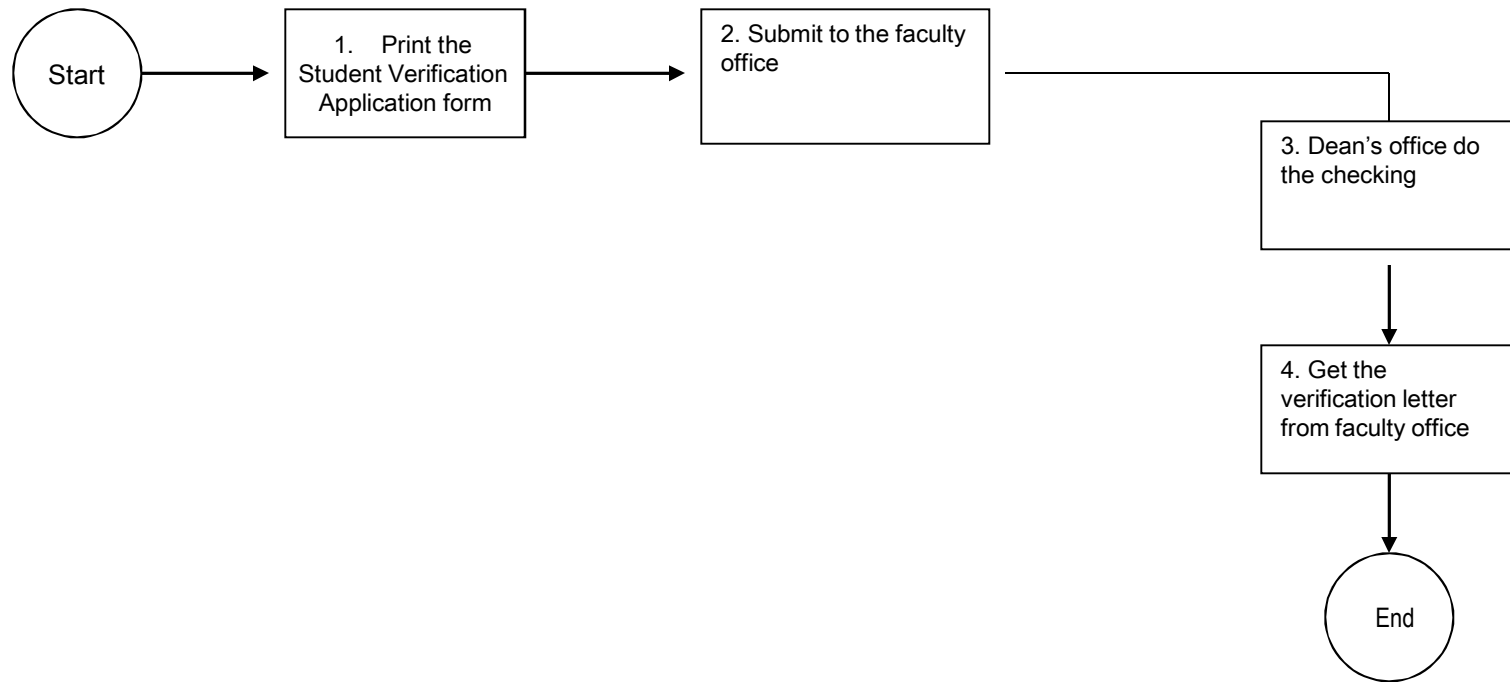 Start
1. Print the
Student Verification
Application form
2. Submit to the faculty
office
3. Dean’s office do
the checking
4. Get the
verification letter
from faculty office
End